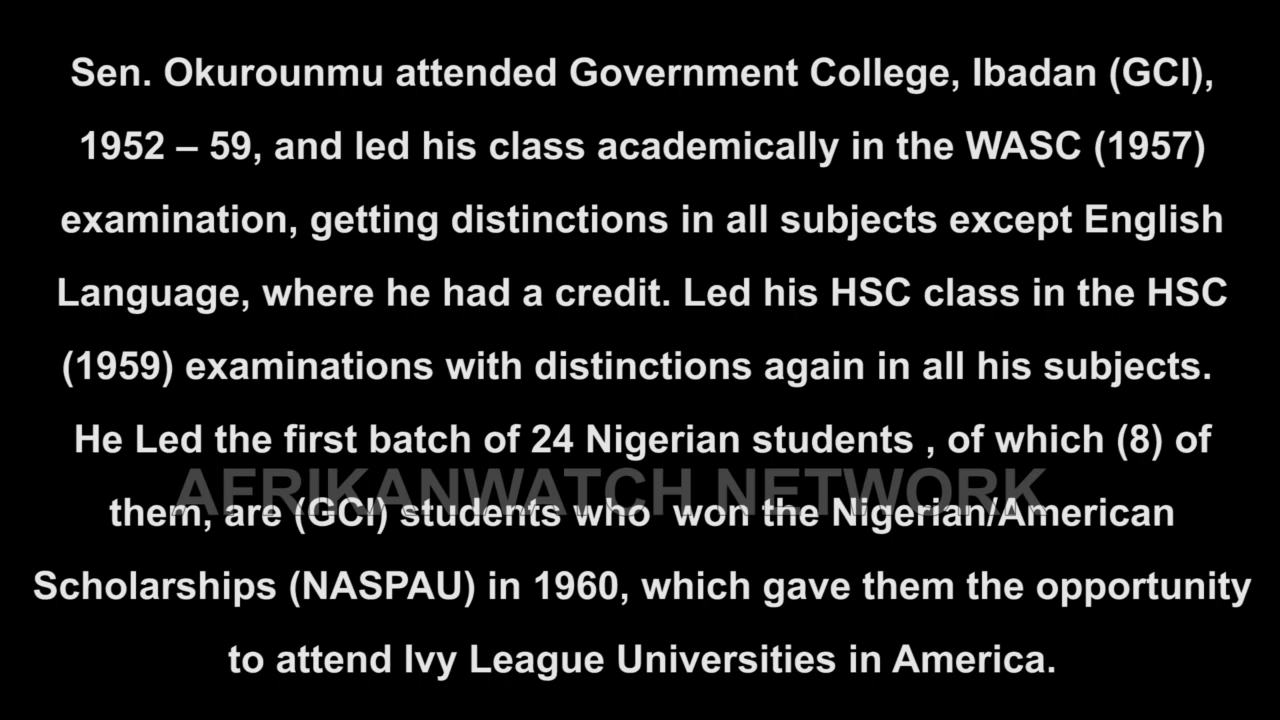 Sen. Okurounmu attended Government College, Ibadan (GCI),
1952 – 59, and led his class academically in the WASC (1957)
examination, getting distinctions in all subjects except English
Language, where he had a credit. Led his HSC class in the HSC
(1959) examinations with distinctions again in all his subjects.
He Led the first batch of 24 Nigerian students , of which (8) of
AFRIKANWATCH NETWORK
them, are (GCI) students who  won the Nigerian/American
Scholarships (NASPAU) in 1960, which gave them the opportunity
to attend Ivy League Universities in America.